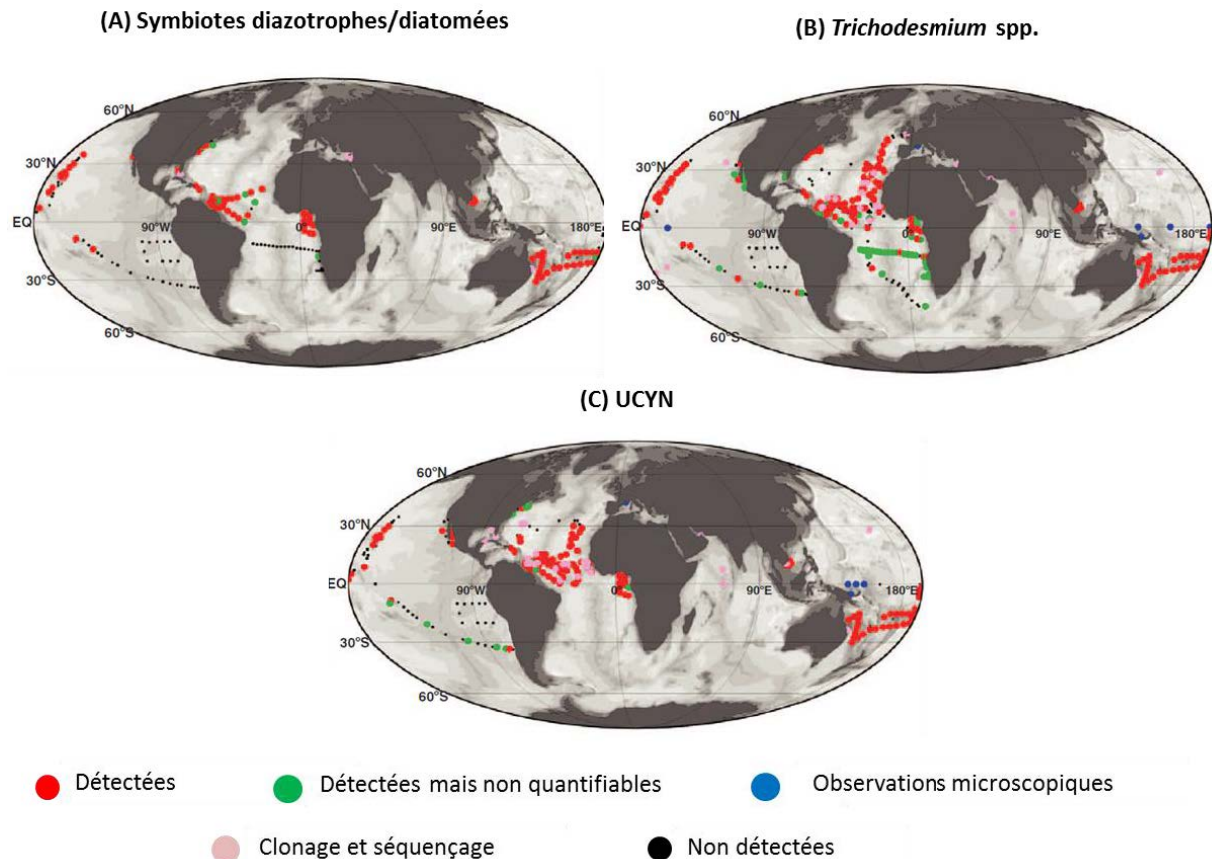 (A) Symbiotes diazotrophes/diatomées
(B) Trichodesmium spp.
60°N
30°N
EQ
90°W
0°
90°E
180°E
30°S
60°S
60°N
30°N
EQ
90°W
0°
90°E
180°E
30°S
60°S
(C) UCYN
60°N
30°N
EQ
90°W
0°
90°E
180°E
30°S
60°S
Détectées
Détectées mais non quantifiables
Observations microscopiques
Clonage et séquençage
Non détectées